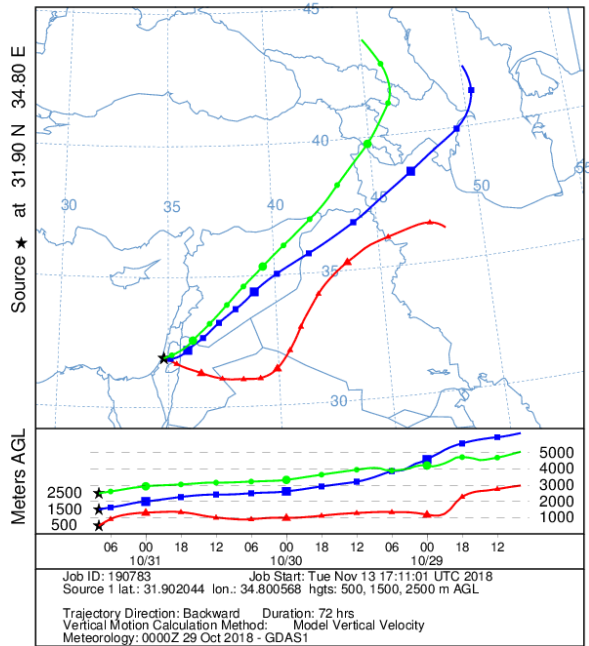 Source ★ at 31.90 N 34.80 E
45
40
30
35
40
45
50
55
35
30
Meters AGL
2500
1500
500
5000
4000
3000
2000
1000
06 00 18 12 06 00 18 12 06 00 18 12
10/31 10/30 10/29
Job ID: 190783 Job Start: Tue Nov 13 17:11:01 UTC 2018
Source 1 lat.: 31.902044 lon.: 34.800568 hgts: 500, 1500, 2500 m AGL
Trajectory Direction: Backward Duration: 72 hrs
Vertical Motion Calculation Method: Model Vertical Velocity
Meteorology: 0000Z 29 Oct 2018 - GDAS1